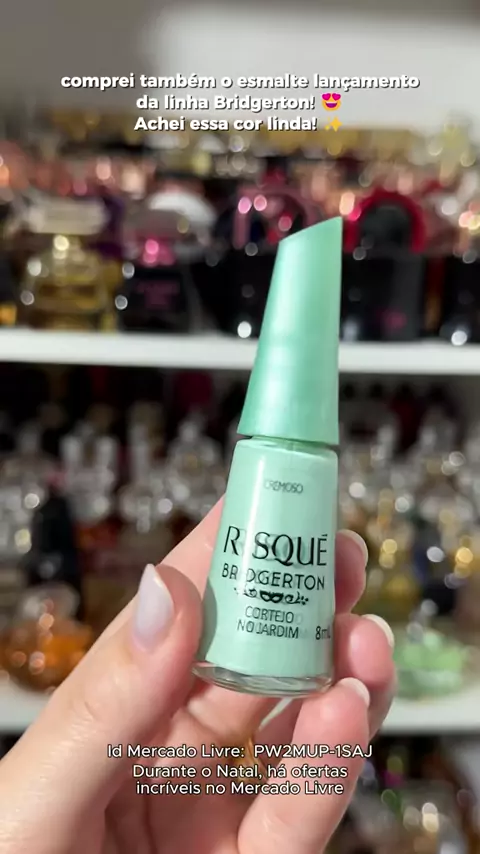 comprei também o esmalte lançamento
da linha Bridgerton! 😍
Achei essa cor linda! ✨
CREMOSO
RISQUÉ
BRIDGERTON
CORTEJO
NO JARDIM 8mL
Id Mercado Livre: PW2MUP-1SAJ
Durante o Natal, há ofertas
incríveis no Mercado Livre